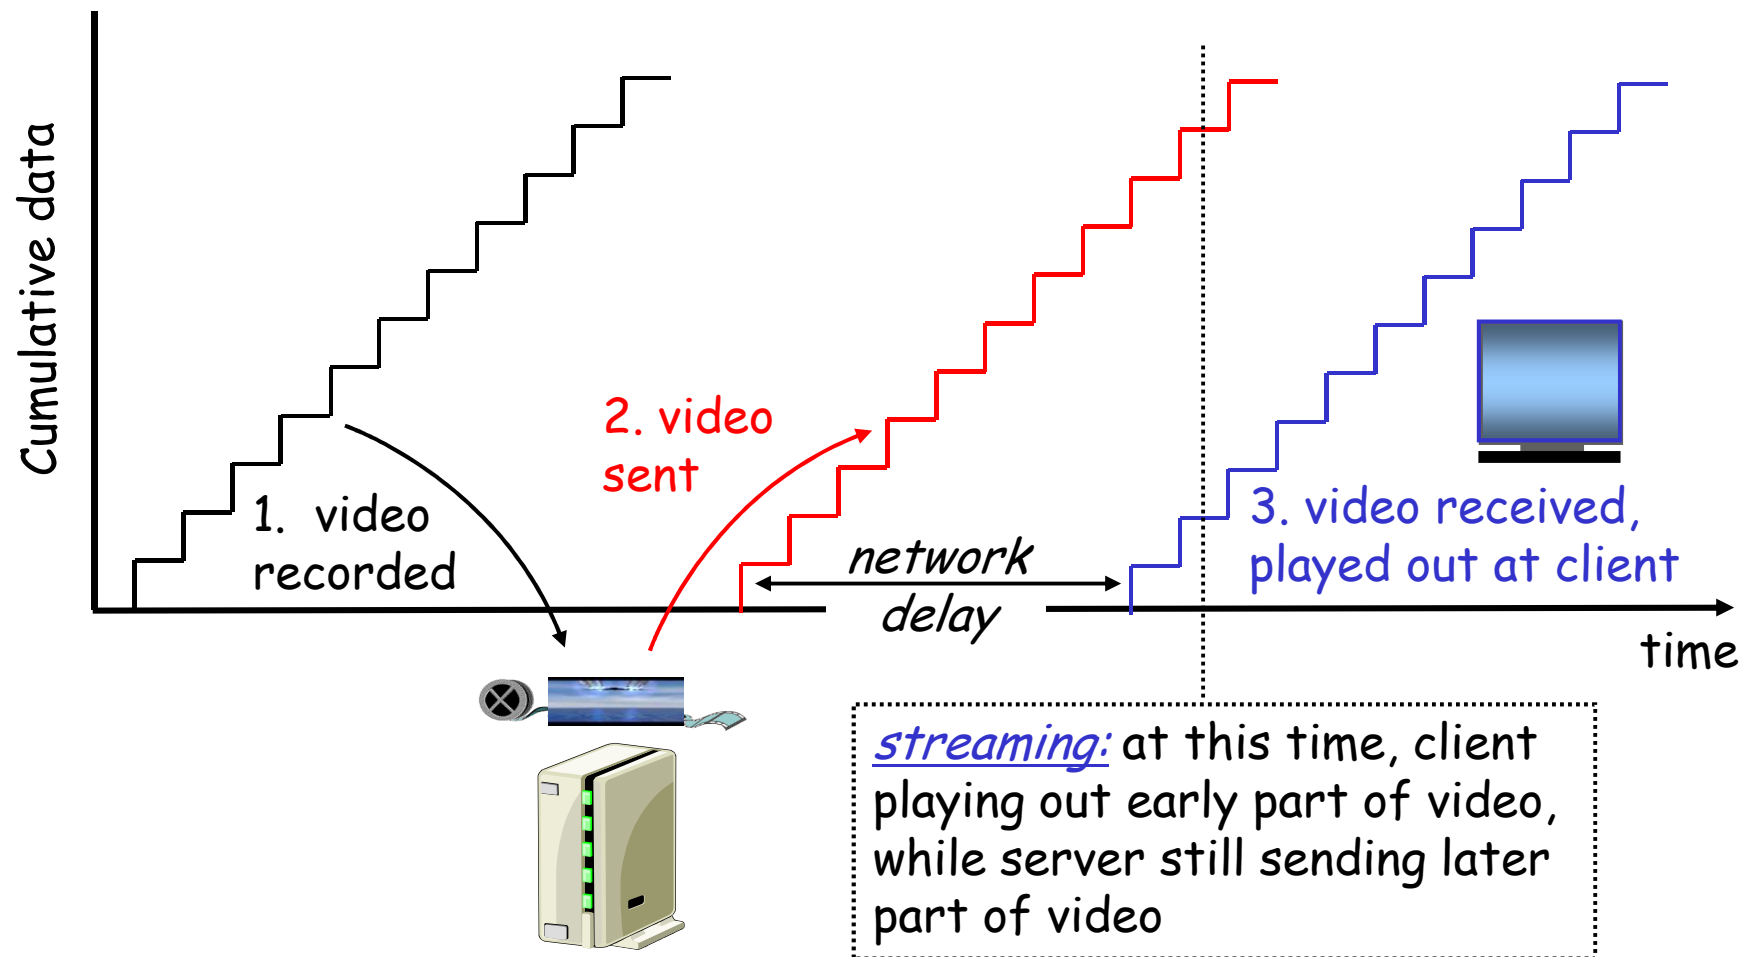 Cumulative data
1. video
recorded
2. video
sent
network
delay
3. video received,
played out at client
time
streaming: at this time, client
playing out early part of video,
while server still sending later
part of video